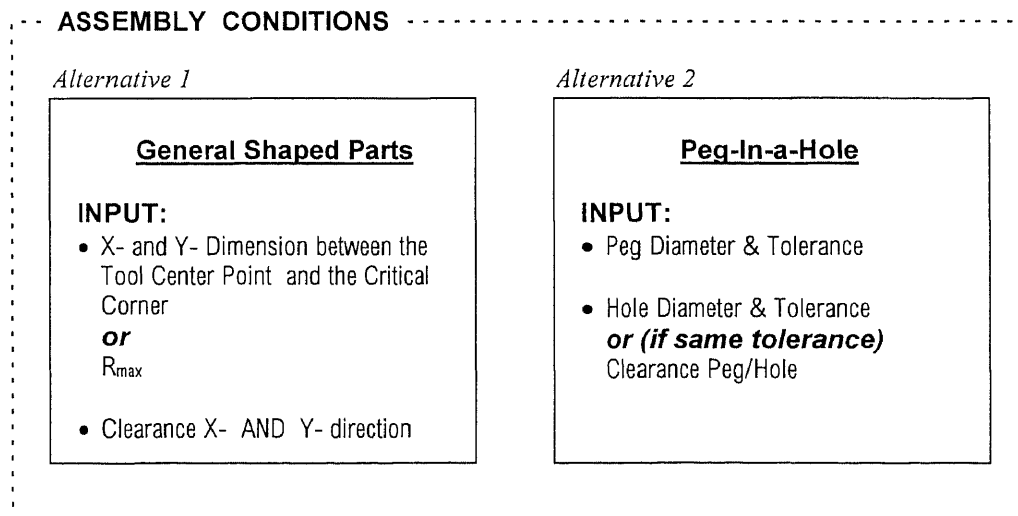 ASSEMBLY CONDITIONS
Alternative 1
General Shaped Parts
INPUT:
• X- and Y- Dimension between the
Tool Center Point and the Critical
Corner
or
Rmax
• Clearance X- AND Y- direction
Alternative 2
Peg-In-a-Hole
INPUT:
• Peg Diameter & Tolerance
• Hole Diameter & Tolerance
or (if same tolerance)
Clearance Peg/Hole